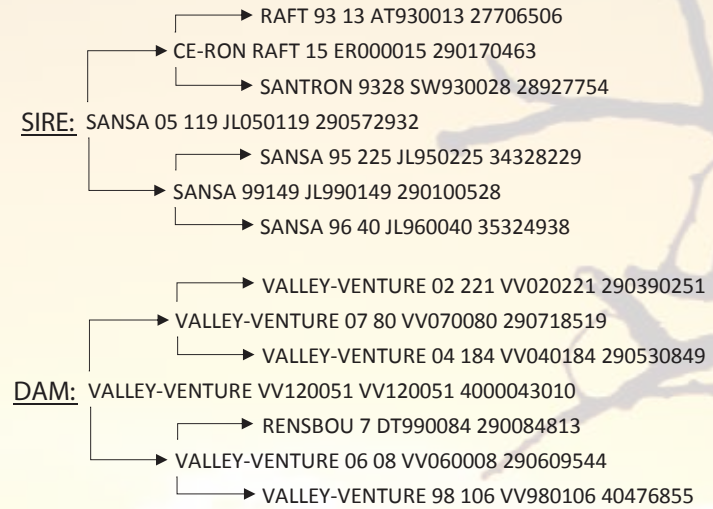 RAFT 93 13 AT930013 27706506
CE-RON RAFT 15 ER000015 290170463
SANTRON 9328 SW930028 28927754
SIRE: SANSA 05 119 JL050119 290572932
SANSA 95 225 JL950225 34328229
SANSA 99149 JL990149 290100528
SANSA 96 40 JL960040 35324938
VALLEY-VENTURE 02 221 VV020221 290390251
VALLEY-VENTURE 07 80 VV070080 290718519
VALLEY-VENTURE 04 184 VV040184 290530849
DAM: VALLEY-VENTURE VV120051 VV120051 4000043010
RENSBOU 7 DT990084 290084813
VALLEY-VENTURE 06 08 VV060008 290609544
VALLEY-VENTURE 98 106 VV980106 40476855